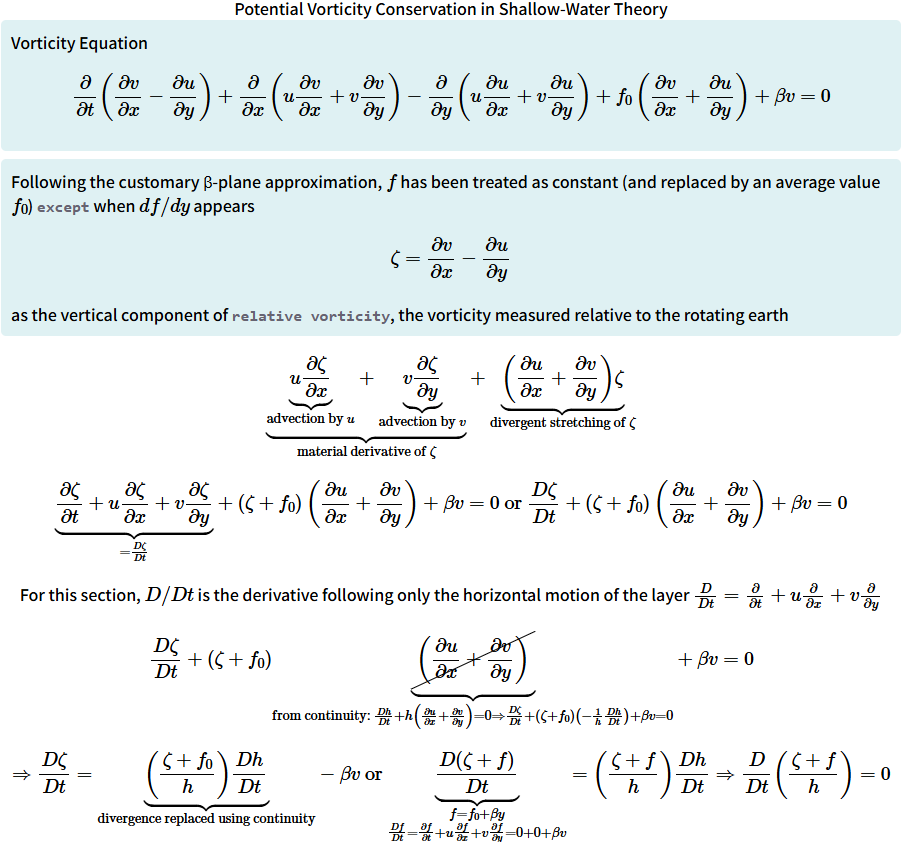 Potential Vorticity Conservation in Shallow-Water Theory
Vorticity Equation
$\frac{\partial}{\partial t}\left(\frac{\partial v}{\partial x} - \frac{\partial u}{\partial y}\right) + \frac{\partial}{\partial x}\left(u\frac{\partial v}{\partial x} + v\frac{\partial v}{\partial y}\right) - \frac{\partial}{\partial y}\left(u\frac{\partial u}{\partial x} + v\frac{\partial u}{\partial y}\right) + f_0\left(\frac{\partial v}{\partial x} + \frac{\partial u}{\partial y}\right) + \beta v = 0$
Following the customary β-plane approximation, $f$ has been treated as constant (and replaced by an average value
$f_0$) except when $df/dy$ appears
$\zeta = \frac{\partial v}{\partial x} - \frac{\partial u}{\partial y}$
as the vertical component of relative vorticity, the vorticity measured relative to the rotating earth
$\underbrace{\underbrace{u\frac{\partial \zeta}{\partial x}}_{\text{advection by } u} + \underbrace{v\frac{\partial \zeta}{\partial y}}_{\text{advection by } v}}_{\text{material derivative of } \zeta} + \underbrace{\left(\frac{\partial u}{\partial x} + \frac{\partial v}{\partial y}\right)\zeta}_{\text{divergent stretching of } \zeta}$
$\underbrace{\frac{\partial \zeta}{\partial t} + u\frac{\partial \zeta}{\partial x} + v\frac{\partial \zeta}{\partial y}}_{=\frac{D\zeta}{Dt}} + (\zeta + f_0)\left(\frac{\partial u}{\partial x} + \frac{\partial v}{\partial y}\right) + \beta v = 0 \text{ or } \frac{D\zeta}{Dt} + (\zeta + f_0)\left(\frac{\partial u}{\partial x} + \frac{\partial v}{\partial y}\right) + \beta v = 0$
For this section, $D/Dt$ is the derivative following only the horizontal motion of the layer $\frac{D}{Dt} = \frac{\partial}{\partial t} + u\frac{\partial}{\partial x} + v\frac{\partial}{\partial y}$
$\frac{D\zeta}{Dt} + (\zeta + f_0)\underbrace{\cancel{\left(\frac{\partial u}{\partial x} + \frac{\partial v}{\partial y}\right)}}_{\text{from continuity: } \frac{Dh}{Dt} + h\left(\frac{\partial u}{\partial x} + \frac{\partial v}{\partial y}\right) = 0 \Rightarrow \frac{D\zeta}{Dt} + (\zeta + f_0)\left(-\frac{1}{h}\frac{Dh}{Dt}\right) + \beta v = 0} + \beta v = 0$
$\Rightarrow \frac{D\zeta}{Dt} = \underbrace{\left(\frac{\zeta + f_0}{h}\right)\frac{Dh}{Dt}}_{\text{divergence replaced using continuity}} - \beta v \text{ or } \underbrace{\frac{D(\zeta + f)}{Dt}}_{\substack{f = f_0 + \beta y \\ \frac{Df}{Dt} = \frac{\partial f}{\partial t} + u\frac{\partial f}{\partial x} + v\frac{\partial f}{\partial y} = 0 + 0 + \beta v}} = \left(\frac{\zeta + f}{h}\right)\frac{Dh}{Dt} \Rightarrow \frac{D}{Dt}\left(\frac{\zeta + f}{h}\right) = 0$